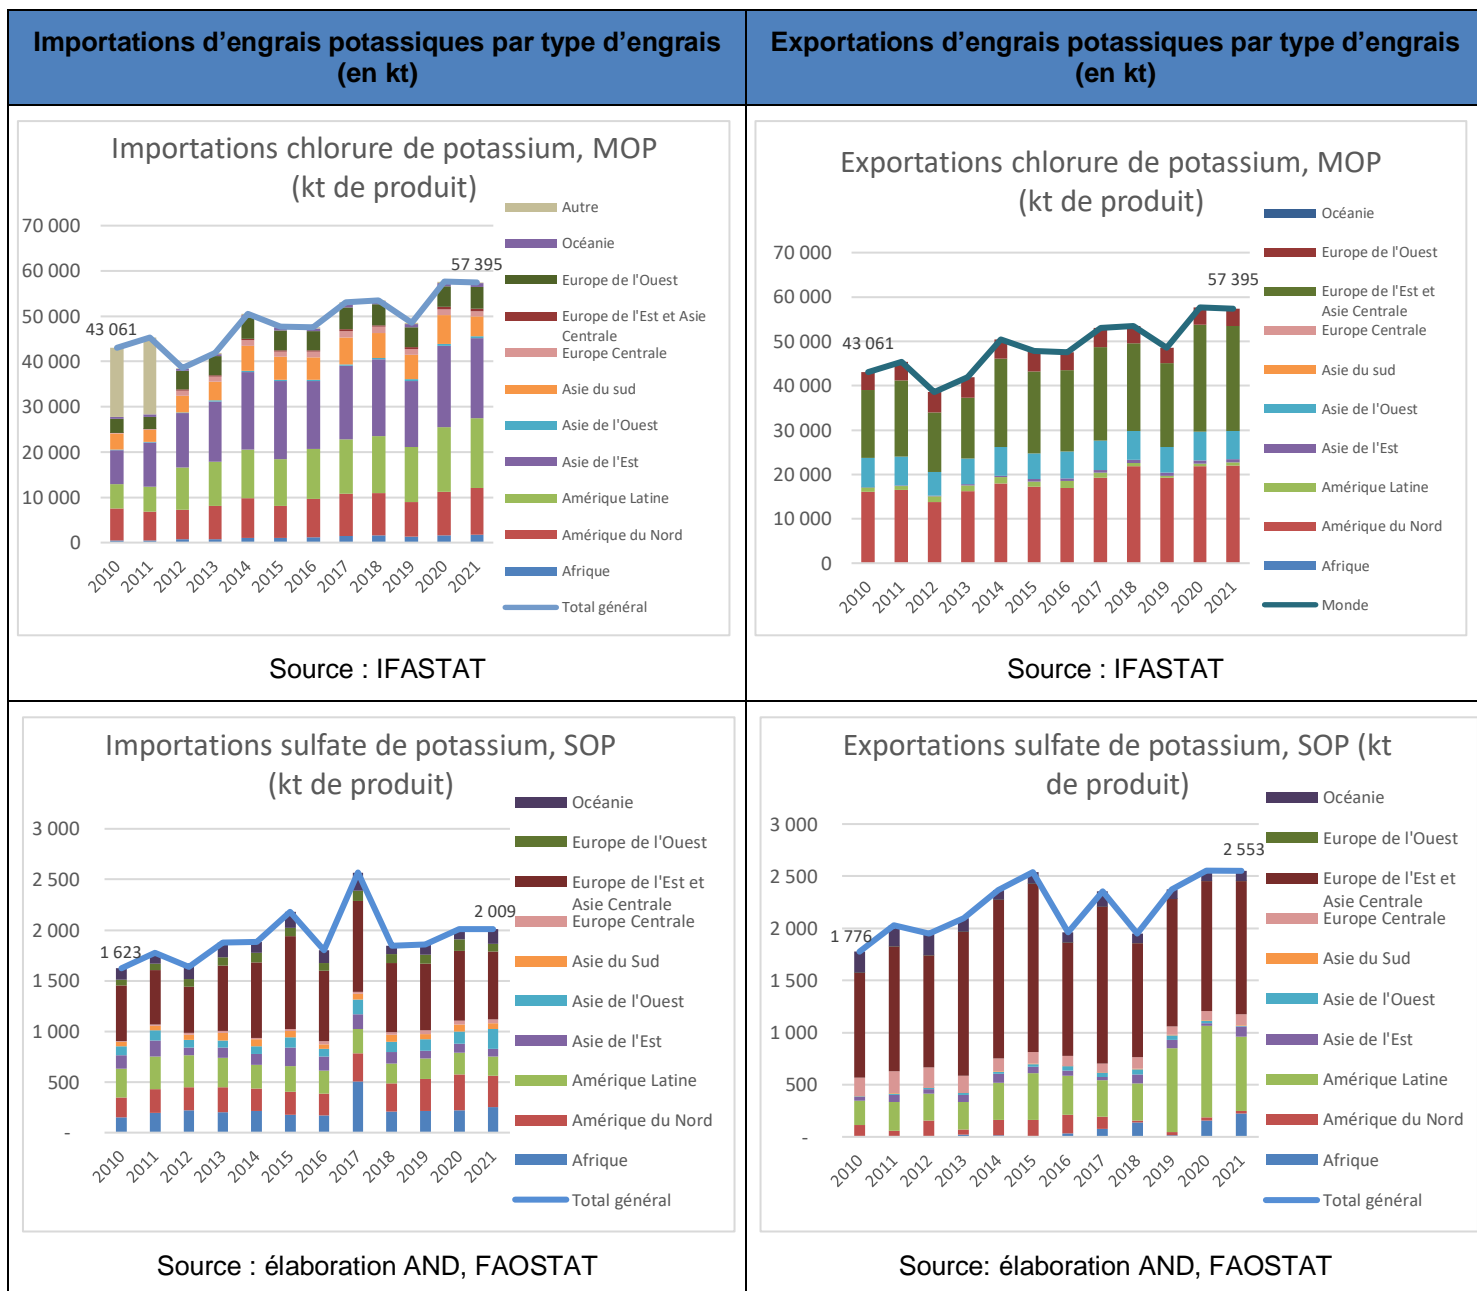 Importations d'engrais potassiques par type d'engrais
(en kt)
Exportations d'engrais potassiques par type d'engrais
(en kt)
Importations chlorure de potassium, MOP
(kt de produit)
70 000
60 000
50 000
40 000
30 000
20 000
10 000
0
43 061
57 395
2010
2011
2012
2013
2014
2015
2016
2017
2018
2019
2020
2021
Autre
Océanie
Europe de l'Ouest
Europe de l'Est et Asie
Centrale
Europe Centrale
Asie du sud
Asie de l'Ouest
Asie de l'Est
Amérique Latine
Amérique du Nord
Afrique
Total général
Source : IFASTAT
Exportations chlorure de potassium, MOP
(kt de produit)
70 000
60 000
50 000
40 000
30 000
20 000
10 000
0
43 061
57 395
2010
2011
2012
2013
2014
2015
2016
2017
2018
2019
2020
2021
Océanie
Europe de l'Ouest
Europe de l'Est et
Asie Centrale
Europe Centrale
Asie du sud
Asie de l'Ouest
Asie de l'Est
Amérique Latine
Amérique du Nord
Afrique
Monde
Source : IFASTAT
Importations sulfate de potassium, SOP
(kt de produit)
3 000
2 500
2 000
1 500
1 000
500
-
1 623
2 009
2010
2011
2012
2013
2014
2015
2016
2017
2018
2019
2020
2021
Océanie
Europe de l'Ouest
Europe de l'Est et
Asie Centrale
Europe Centrale
Asie du Sud
Asie de l'Ouest
Asie de l'Est
Amérique Latine
Amérique du Nord
Afrique
Total général
Source : élaboration AND, FAOSTAT
Exportations sulfate de potassium, SOP (kt
de produit)
3 000
2 500
2 000
1 500
1 000
500
-
1 776
2 553
2010
2011
2012
2013
2014
2015
2016
2017
2018
2019
2020
2021
Océanie
Europe de l'Ouest
Europe de l'Est et
Asie Centrale
Europe Centrale
Asie du Sud
Asie de l'Ouest
Asie de l'Est
Amérique Latine
Amérique du Nord
Afrique
Total général
Source: élaboration AND, FAOSTAT